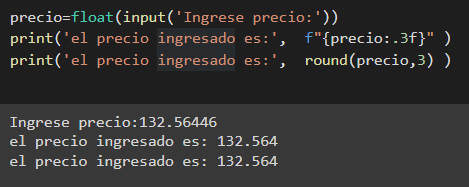 precio=float(input('Ingrese precio:'))
print('el precio ingresado es:',  f"{precio:.3f}" )
print('el precio ingresado es:',  round(precio,3) )
Ingrese precio:132.56446
el precio ingresado es: 132.564
el precio ingresado es: 132.564